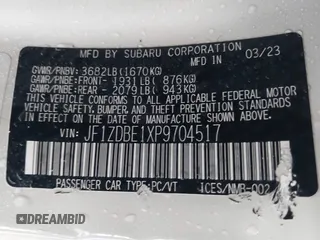 MFD BY SUBARU CORPORATION 03/23
GVWR/PNBV: 3682LB(1670KG)
GAWR/PNBE:FRONT- 1931LB( 876KG)
GAWR/PNBE:REAR - 2079LB( 943KG)
THIS VEHICLE CONFORMS TO ALL APPLICABLE
FEDERAL MOTOR VEHICLE SAFETY, BUMPER,
AND THEFT PREVENTION STANDARDS IN EFFECT
ON THE DATE OF MANUFACTURE SHOWN ABOVE.
VIN: JF1ZDBE1XP9704517
PASSENGER CAR TYPE:PC/VT ICES/NMB-002
DREAMBID